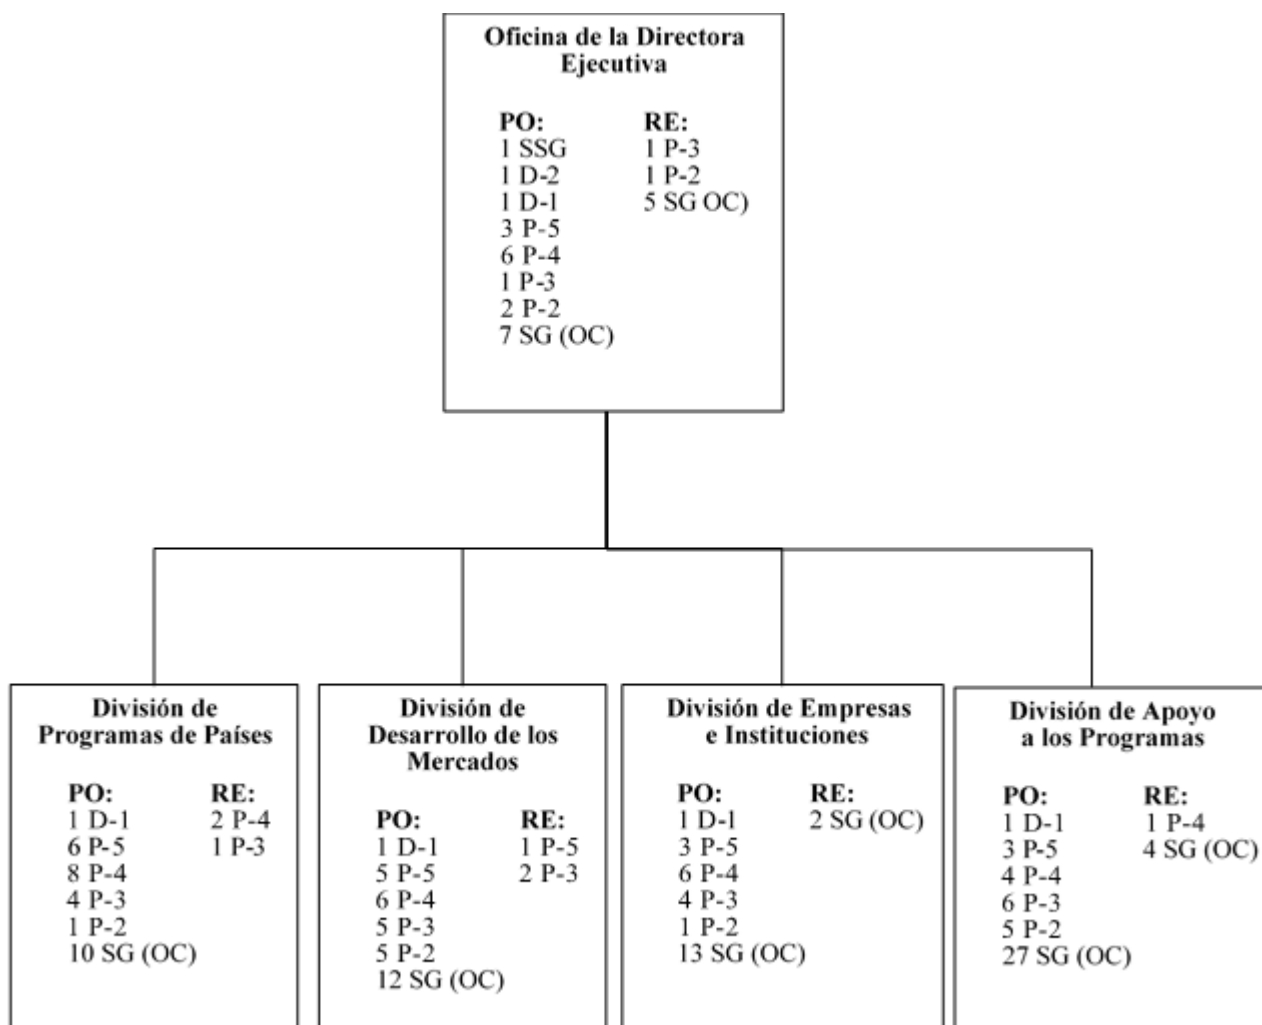 Oficina de la Directora
Ejecutiva
PO: RE:
1 SSG 1 P-3
1 D-2 1 P-2
1 D-1 5 SG OC)
3 P-5
6 P-4
1 P-3
2 P-2
7 SG (OC)
División de
Programas de Países
PO: RE:
1 D-1 2 P-4
6 P-5 1 P-3
8 P-4
4 P-3
1 P-2
10 SG (OC)
División de
Desarrollo de los
Mercados
PO: RE:
1 D-1 1 P-5
5 P-5 2 P-3
6 P-4
5 P-3
5 P-2
12 SG (OC)
División de Empresas
e Instituciones
PO: RE:
1 D-1 2 SG (OC)
3 P-5
6 P-4
4 P-3
1 P-2
13 SG (OC)
División de Apoyo
a los Programas
PO: RE:
1 D-1 1 P-4
3 P-5 4 SG (OC)
4 P-4
6 P-3
5 P-2
27 SG (OC)